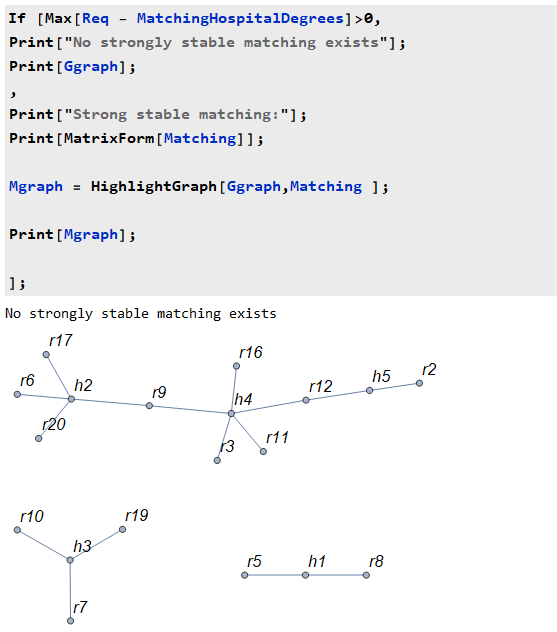 If [Max[Req - MatchingHospitalDegrees]>0,
Print["No strongly stable matching exists"];
Print[Ggraph];
,
Print["Strong stable matching:"];
Print[MatrixForm[Matching]];
Mgraph = HighlightGraph[Ggraph,Matching ];
Print[Mgraph];
];
No strongly stable matching exists
r17
r16
r2
r6
h2
r9
h4
r12
h5
r20
r3
r11
r10
r19
h3
r7
r5
h1
r8